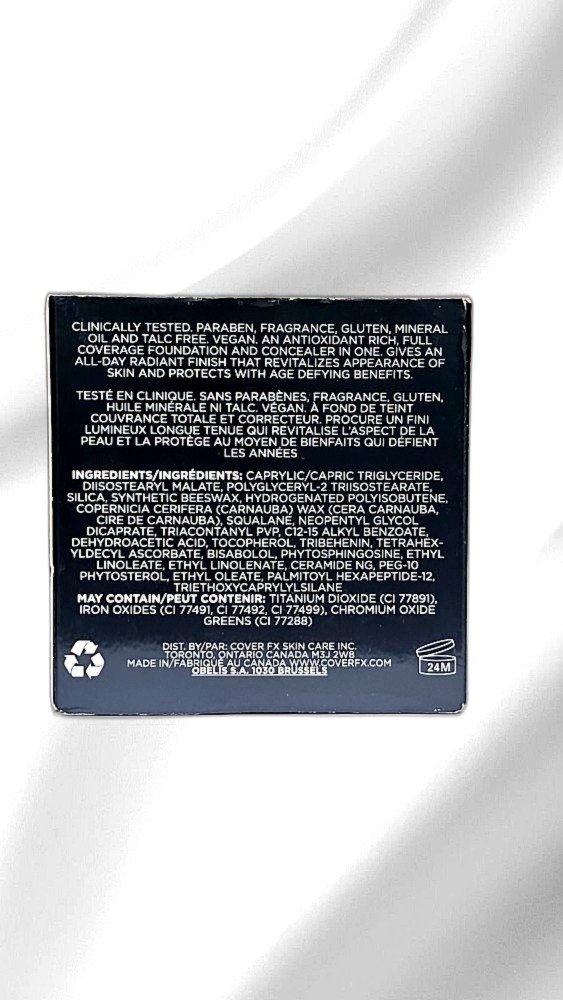 CLINICALLY TESTED. PARABEN, FRAGRANCE, GLUTEN, MINERAL
OIL AND TALC FREE. VEGAN. AN ANTIOXIDANT RICH, FULL
COVERAGE FOUNDATION AND CONCEALER IN ONE. GIVES AN
ALL-DAY RADIANT FINISH THAT REVITALIZES APPEARANCE OF
SKIN AND PROTECTS WITH AGE DEFYING BENEFITS.
TESTÉ EN CLINIQUE. SANS PARABÈNES, FRAGRANCE, GLUTEN,
HUILE MINÉRALE NI TALC. VÉGAN. À FOND DE TEINT
COUVRANCE TOTALE ET CORRECTEUR. PROCURE UN FINI
LUMINEUX LONGUE TENUE QUI REVITALISE L'ASPECT DE LA
PEAU ET LA PROTÈGE AU MOYEN DE BIENFAITS QUI DÉFIENT
LES ANNÉES
INGREDIENTS/INGRÉDIENTS: CAPRYLIC/CAPRIC TRIGLYCERIDE,
DIISOSTEARYL MALATE, POLYGLYCERYL-2 TRIISOSTEARATE,
SILICA, SYNTHETIC BEESWAX, HYDROGENATED POLYISOBUTENE,
COPERNICIA CERIFERA (CARNAUBA) WAX (CERA CARNAUBA,
CIRE DE CARNAUBA), SQUALANE, NEOPENTYL GLYCOL
DICAPRATE, TRIACONTANYL PVP, C12-15 ALKYL BENZOATE,
DEHYDROACETIC ACID, TOCOPHEROL, TRIBEHENIN, TETRAHEX-
YLDECYL ASCORBATE, BISABOLOL, PHYTOSPHINGOSINE, ETHYL
LINOLEATE, ETHYL LINOLENATE, CERAMIDE NG, PEG-10
PHYTOSTEROL, ETHYL OLEATE, PALMITOYL HEXAPEPTIDE-12,
TRIETHOXYCAPRYLYLSILANE
MAY CONTAIN/PEUT CONTENIR: TITANIUM DIOXIDE (CI 77891),
IRON OXIDES (CI 77491, CI 77492, CI 77499), CHROMIUM OXIDE
GREENS (CI 77288)
DIST. BY/PAR: COVER FX SKIN CARE INC.
TORONTO, ONTARIO CANADA M3J 2W8
MADE IN/FABRIQUÉ AU CANADA WWW.COVERFX.COM
OBELIS S.A. 1030 BRUSSELS
24M